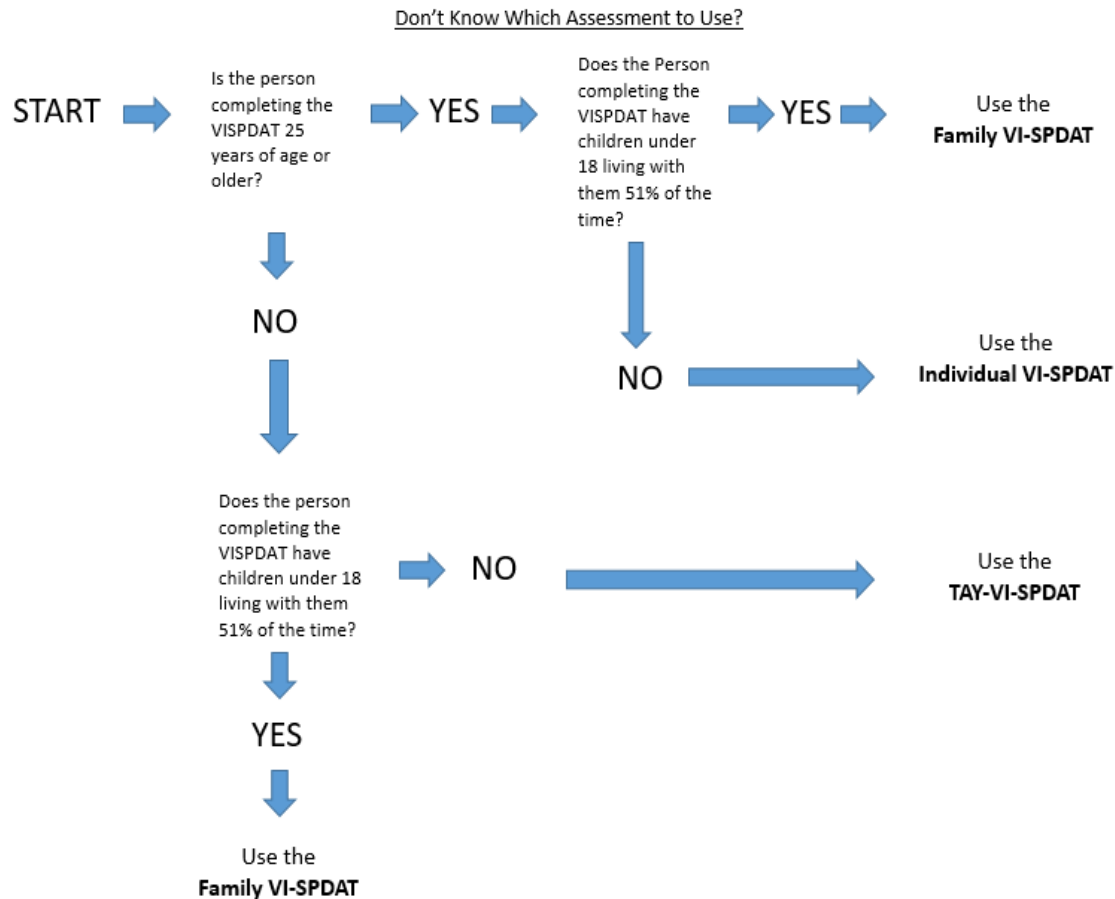 Don't Know Which Assessment to Use?
START
Is the person
completing the
VISPDAT 25
years of age or
older?
YES
Does the Person
completing the
VISPDAT have
children under
18 living with
them 51% of the
time?
YES
Use the
Family VI-SPDAT
NO
NO
Use the
Individual VI-SPDAT
Does the person
completing the
VISPDAT have
children under 18
living with them
51% of the time?
NO
Use the
TAY-VI-SPDAT
YES
Use the
Family VI-SPDAT